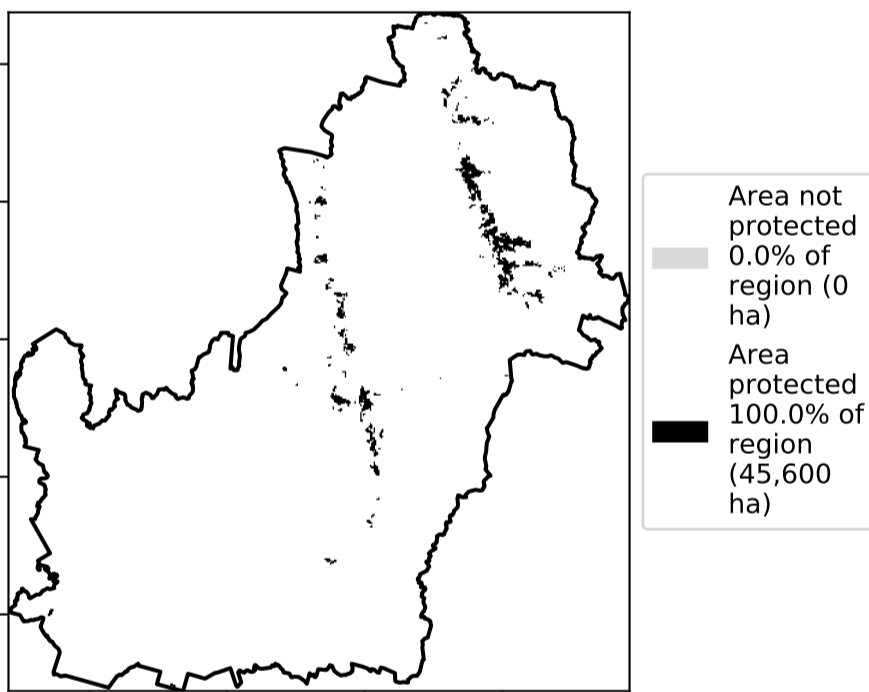 Area not
protected
0.0% of
region (0
ha)
Area
protected
100.0% of
region
(45,600
ha)